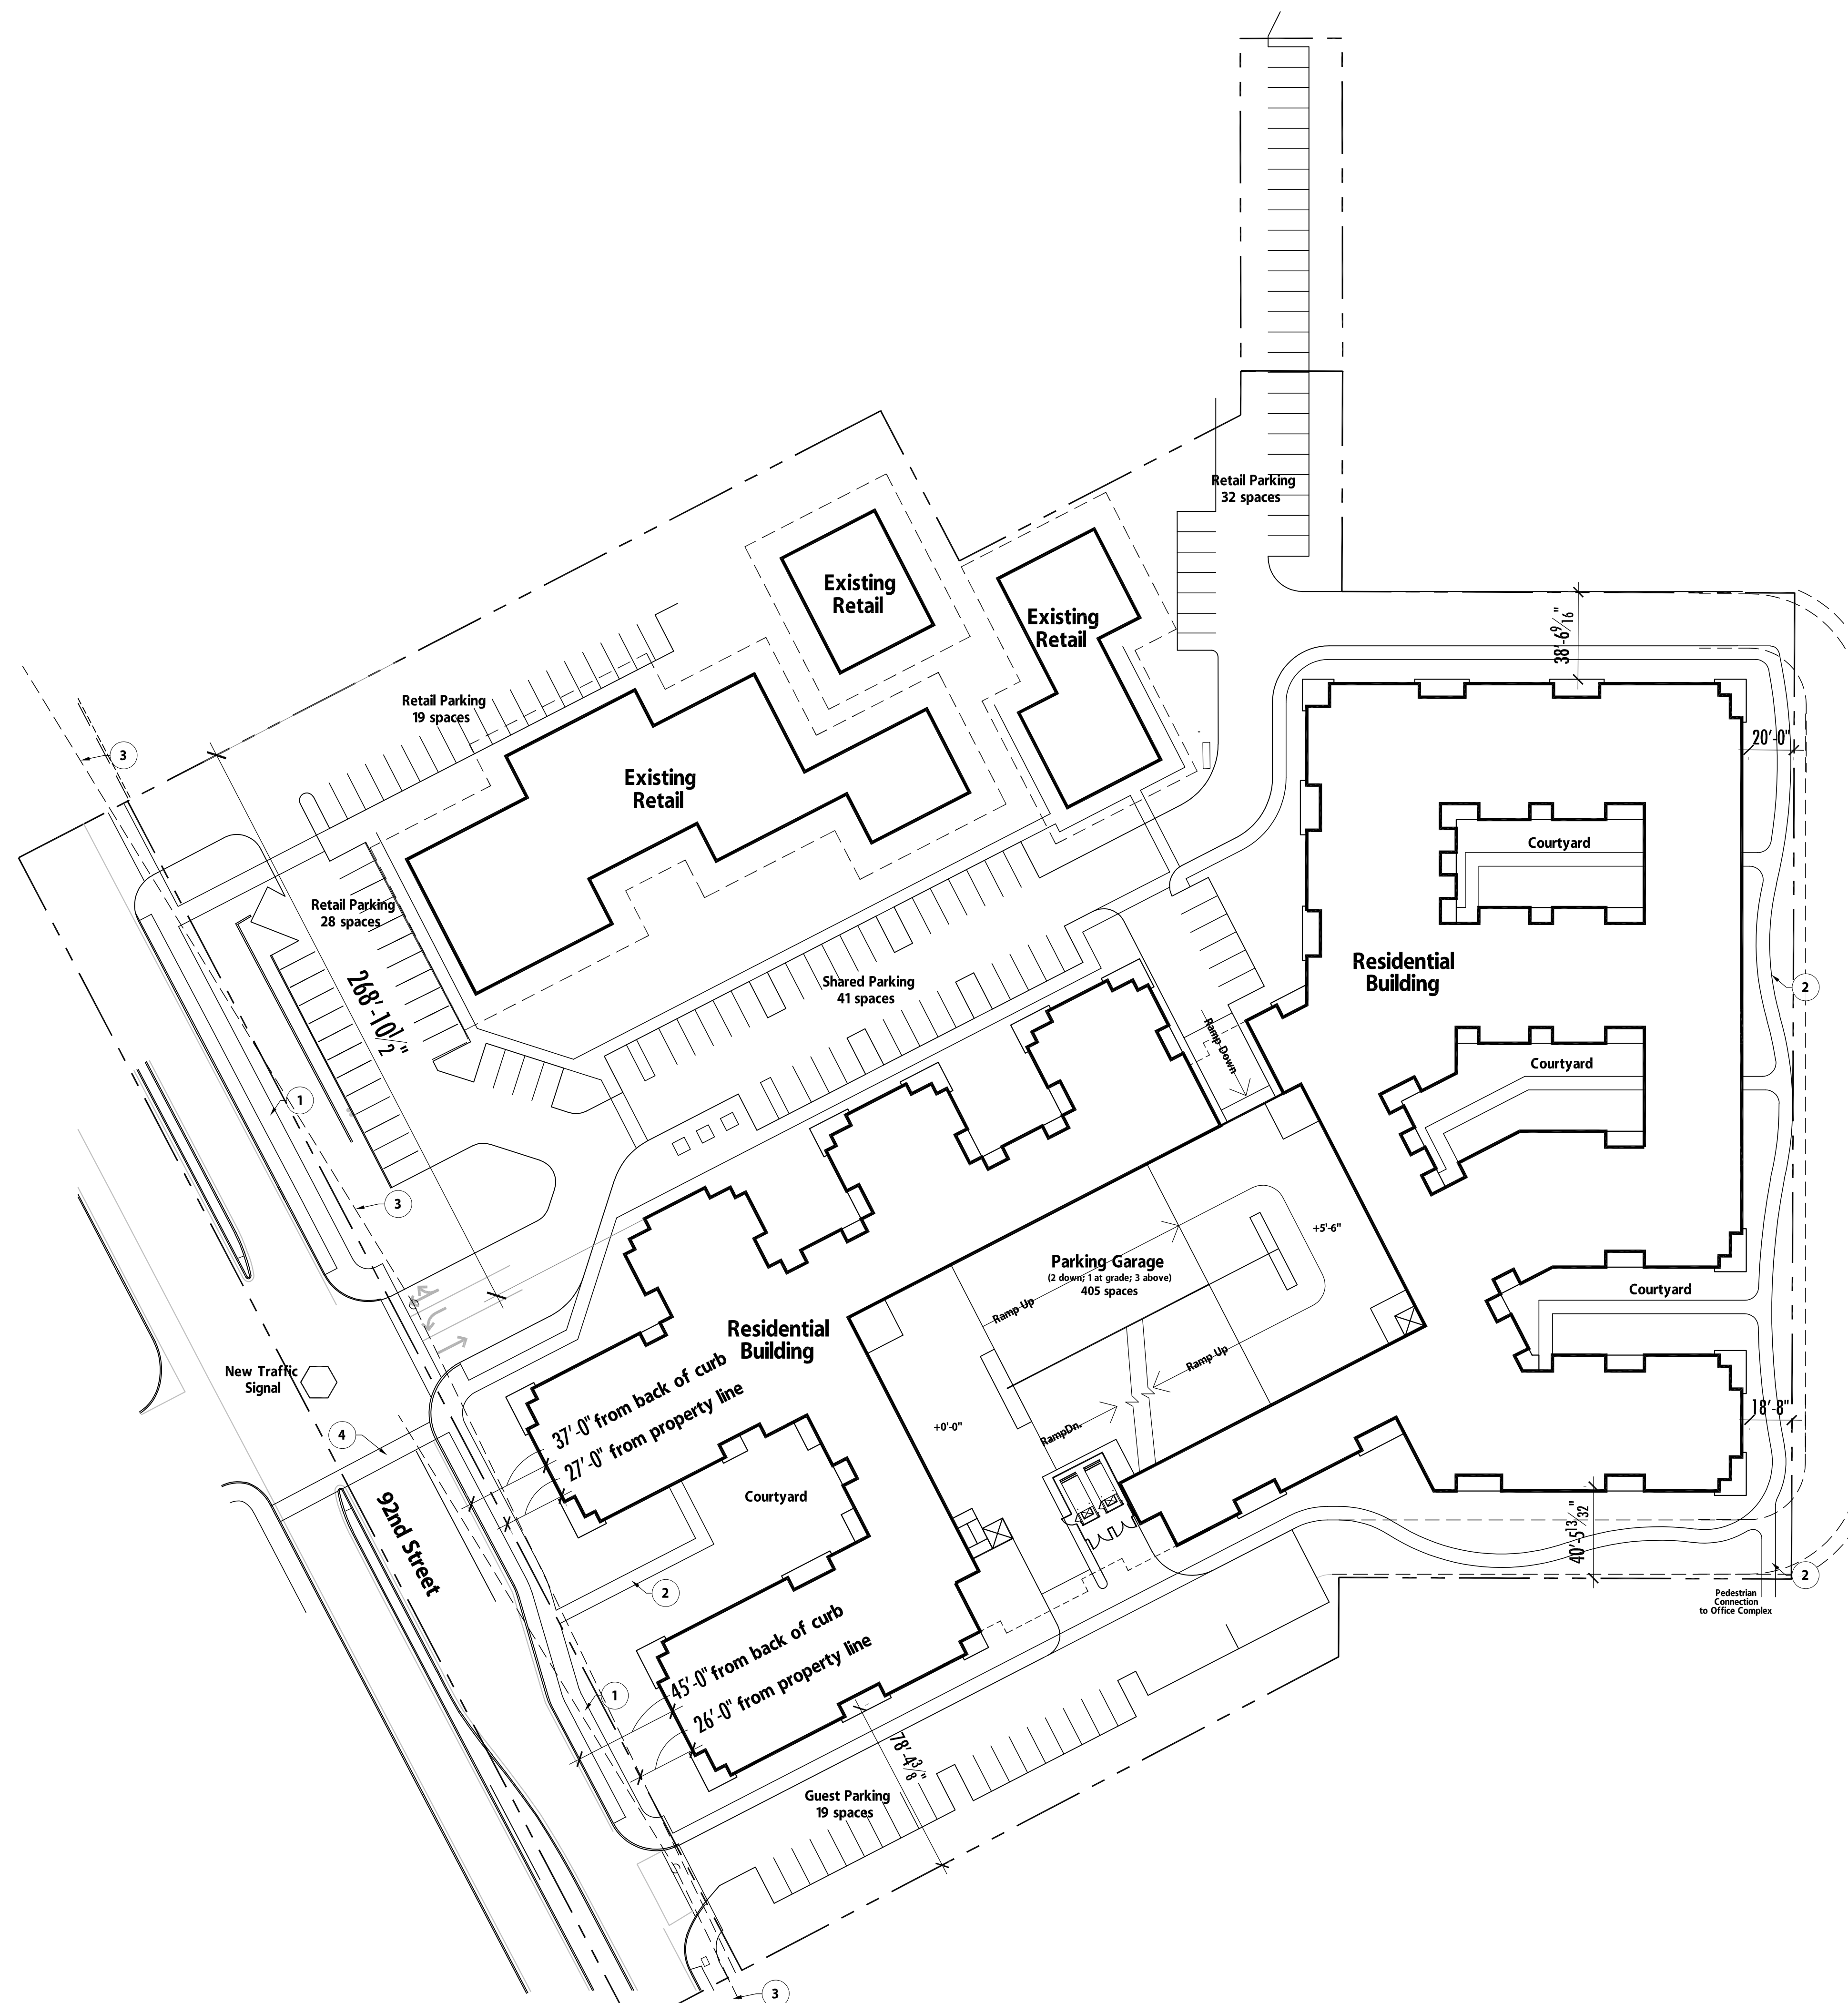 Retail Parking
32 spaces
Existing
Retail
Existing
Retail
38'-6 9/16"
Retail Parking
19 spaces
3
Existing
Retail
20'-0"
Courtyard
Retail Parking
28 spaces
268'-10 1/2"
Shared Parking
41 spaces
Residential
Building
2
Ramp Down
Courtyard
1
3
+5'-6"
Parking Garage
(2 down; 1 at grade; 3 above)
405 spaces
Ramp Up
Courtyard
Residential
Building
Ramp Up
New Traffic
Signal
37'-0" from back of curb
27'-0" from property line
18'-8"
4
+0'-0"
RampDn.
Courtyard
92nd Street
40'-5 13/32"
2
2
Pedestrian
Connection
to Office Complex
45'-0" from back of curb
26'-0" from property line
1
78'-4 3/8"
Guest Parking
19 spaces
3